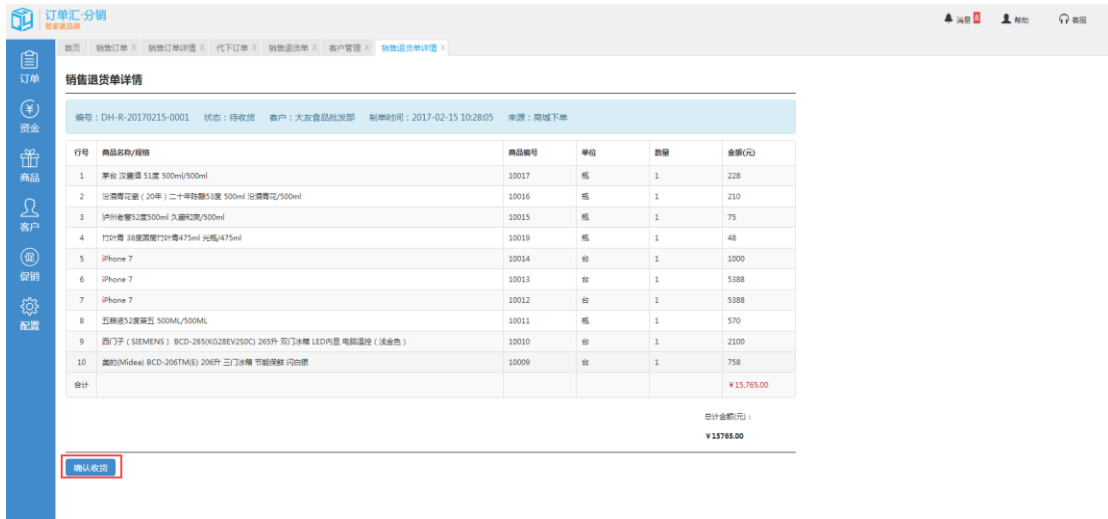 订单汇·分销
管家婆品牌
消息 8 帮助 客服
首页 销售订单 X 销售订单详情 X 代下订单 X 销售退货单 X 客户管理 X 销售退货单详情 X
订单
资金
商品
客户
促
促销
配置
销售退货单详情
编号：DH-R-20170215-0001 状态：待收货 客户：大友食品批发部 制单时间：2017-02-15 10:28:05 来源：商城下单
行号 商品名称/规格 商品编号 单位 数量 金额(元)
1 茅台 汉酱酒 51度 500ml/500ml 10017 瓶 1 228
2 汾酒青花瓷（20年）二十年陈酿53度 500ml 汾酒青花/500ml 10016 瓶 1 210
3 泸州老窖52度500ml 久窖和爽/500ml 10015 瓶 1 75
4 竹叶青 38度国酿竹叶青475ml 光瓶/475ml 10019 瓶 1 48
5 iPhone 7 10014 台 1 1000
6 iPhone 7 10013 台 1 5388
7 iPhone 7 10012 台 1 5388
8 五粮液52度普五 500ML/500ML 10011 瓶 1 570
9 西门子（SIEMENS） BCD-265(KG28EV2S0C) 265升 双门冰箱 LED内显 电脑温控（浅金色） 10010 台 1 2100
10 美的(Midea) BCD-206TM(E) 206升 三门冰箱 节能保鲜 闪白银 10009 台 1 758
合计 ￥15,765.00
总计金额(元)：
￥15765.00
确认收货